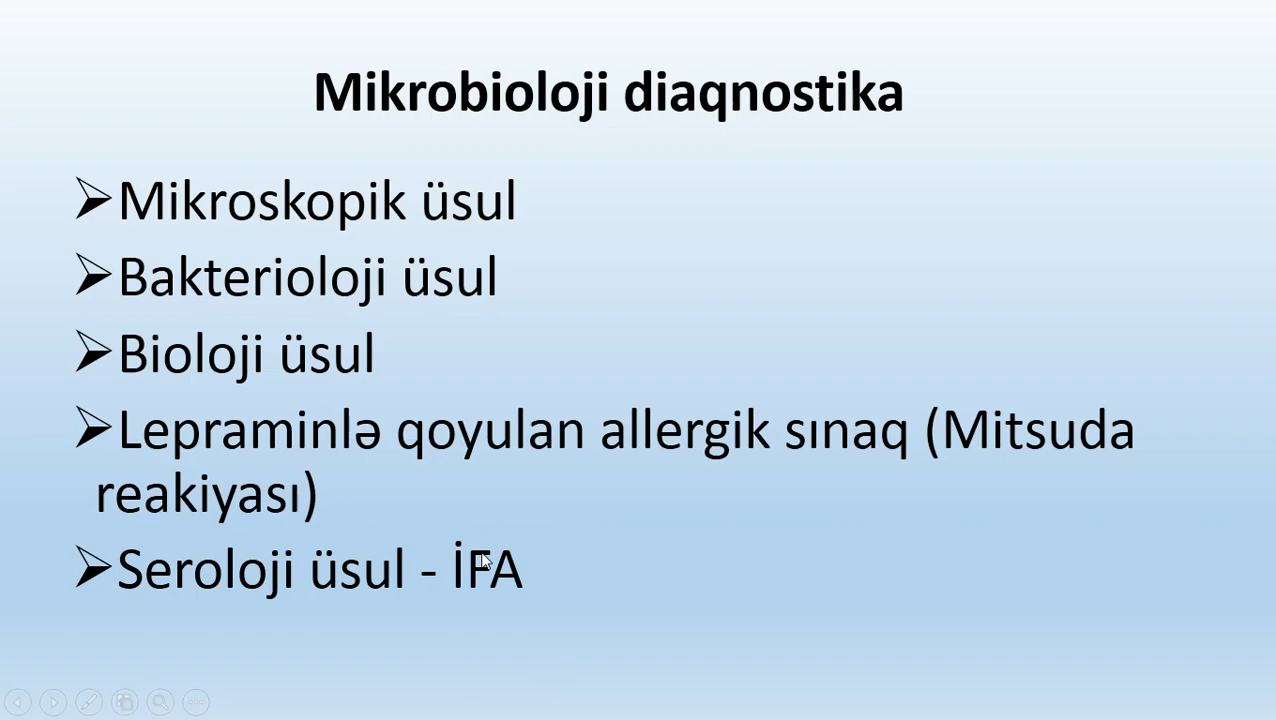 Mikrobioloji diaqnostika
➢Mikroskopik üsul
➢Bakterioloji üsul
➢Bioloji üsul
➢Lepraminlə qoyulan allergik sınaq (Mitsuda
reakiyası)
➢Seroloji üsul - İFA